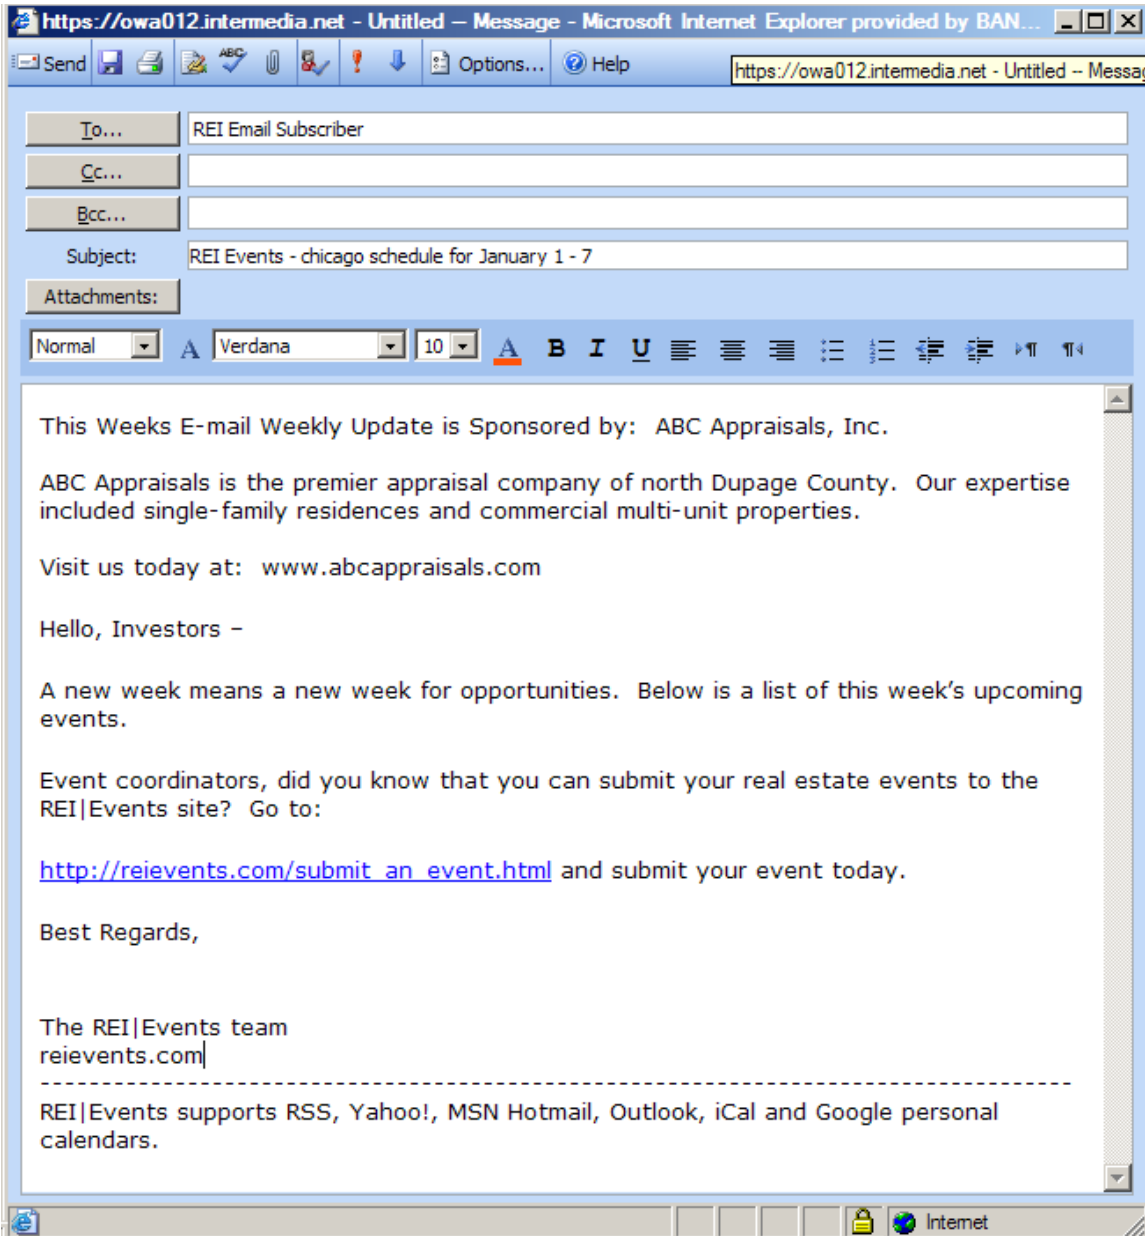 https://owa012.intermedia.net - Untitled -- Message - Microsoft Internet Explorer provided by BAN...
Send ABC Options... Help
https://owa012.intermedia.net - Untitled -- Messag
To... REI Email Subscriber
Cc...
Bcc...
Subject: REI Events - chicago schedule for January 1 - 7
Attachments:
Normal A Verdana 10 A B I U
This Weeks E-mail Weekly Update is Sponsored by:  ABC Appraisals, Inc.
ABC Appraisals is the premier appraisal company of north Dupage County.  Our expertise
included single-family residences and commercial multi-unit properties.
Visit us today at:  www.abcappraisals.com
Hello, Investors –
A new week means a new week for opportunities.  Below is a list of this week’s upcoming
events.
Event coordinators, did you know that you can submit your real estate events to the
REI|Events site?  Go to:
http://reievents.com/submit_an_event.html and submit your event today.
Best Regards,
The REI|Events team
reievents.com
--------------------------------------------------------------------------------------
REI|Events supports RSS, Yahoo!, MSN Hotmail, Outlook, iCal and Google personal
calendars.
Internet